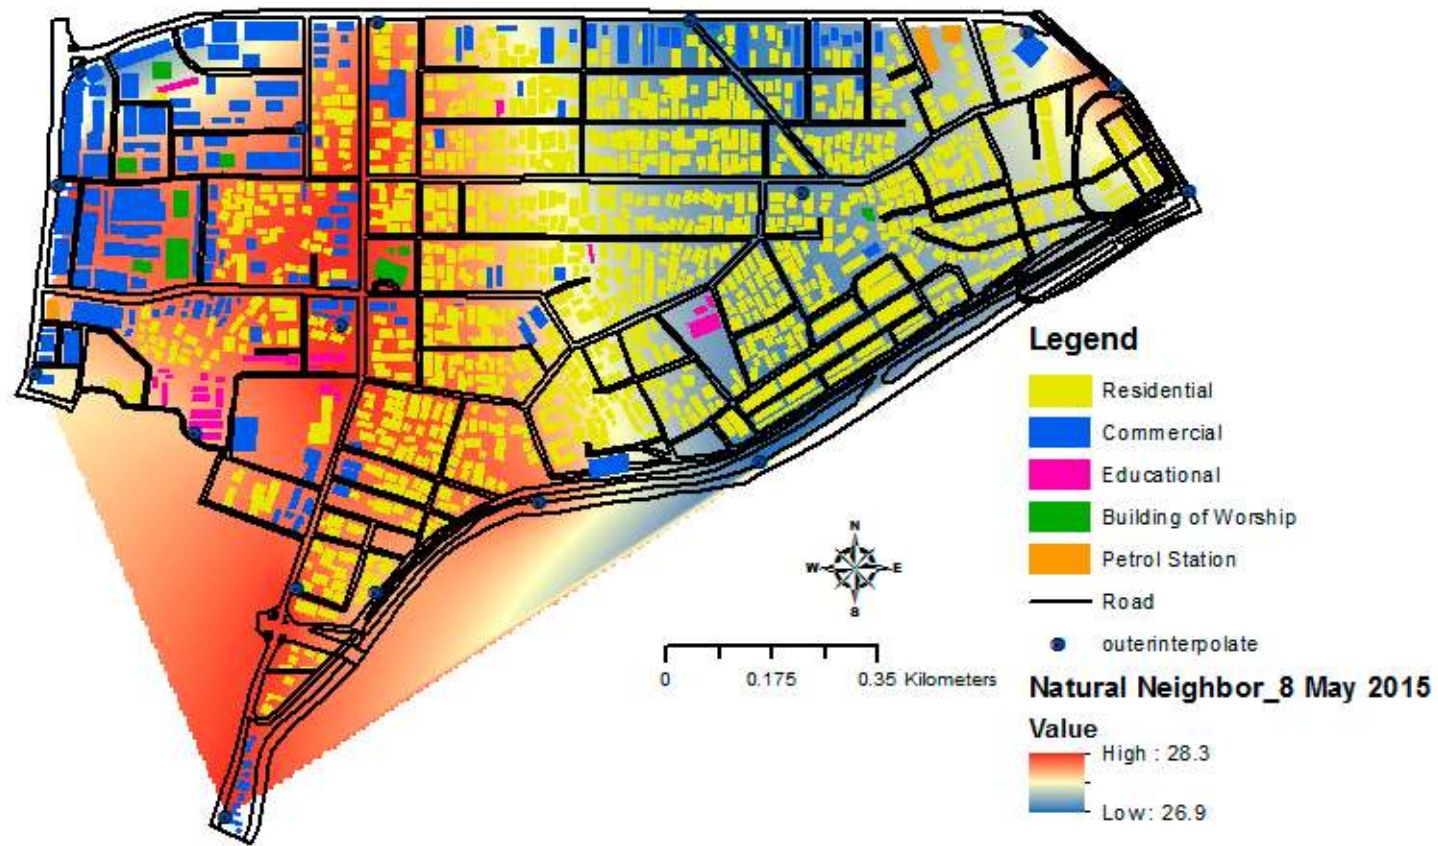 N
W
E
S
0
0.175
0.35 Kilometers
Legend
Residential
Commercial
Educational
Building of Worship
Petrol Station
Road
outerinterpolate
Natural Neighbor_8 May 2015
Value
High : 28.3
Low: 26.9